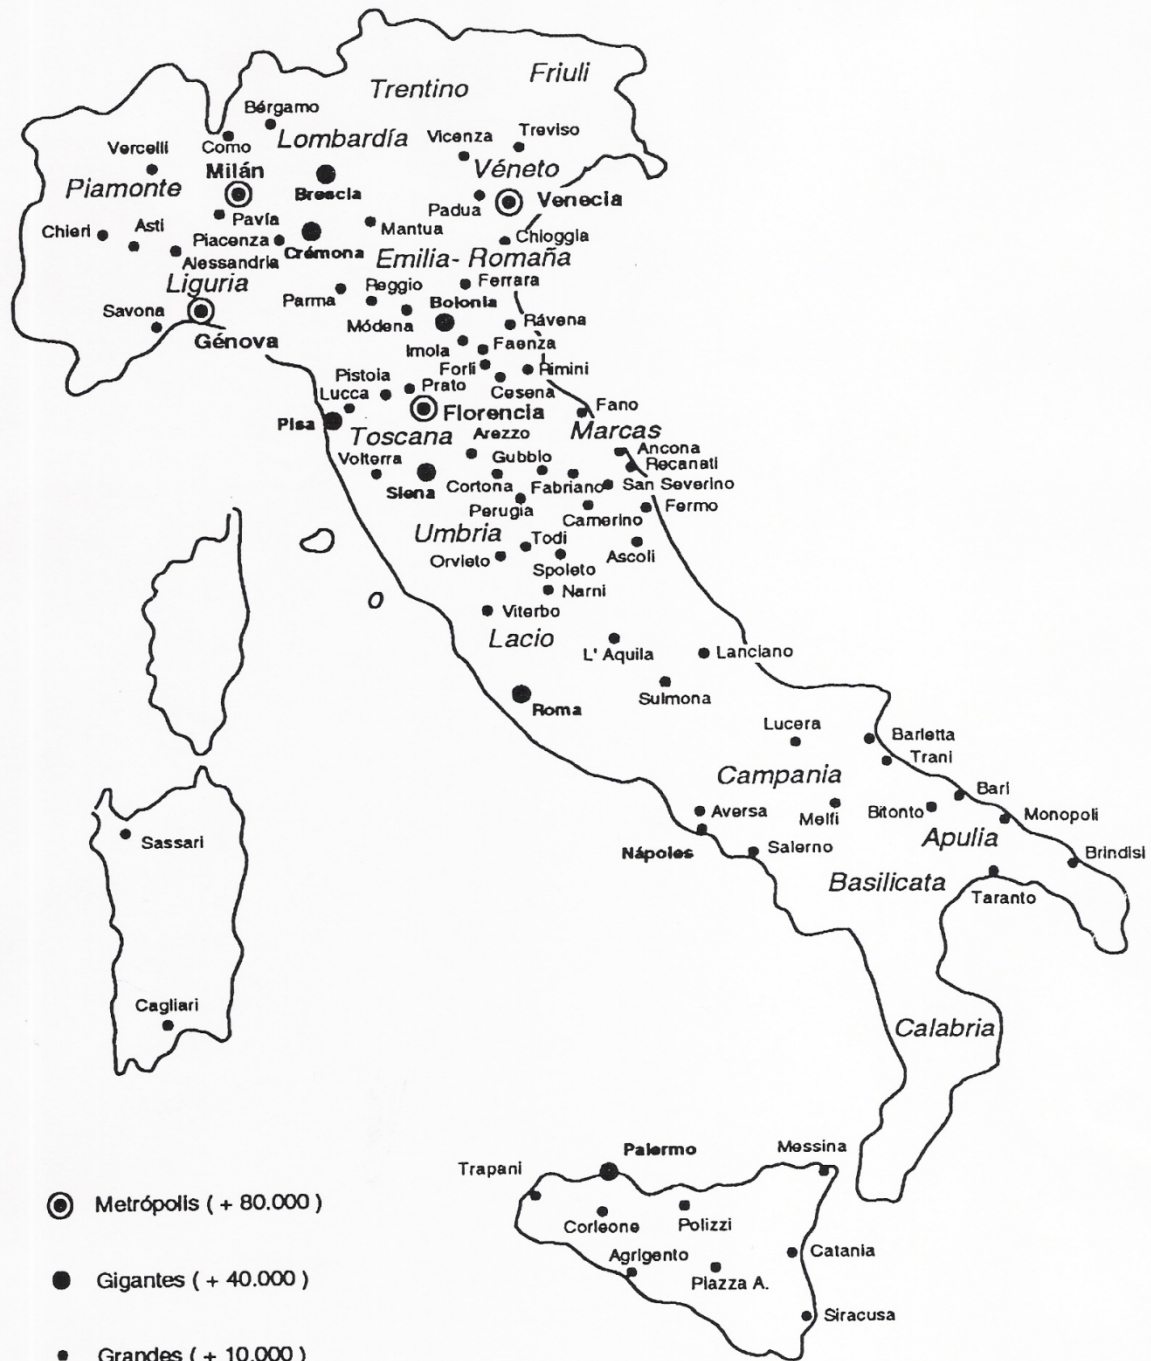 Friuli
Trentino
Bérgamo
Lombardía
Vicenza
Treviso
Vercelli
Como
Véneto
Milán
Piamonte
Brescia
Padua
Venecia
Pavía
Chieri
Asti
Piacenza
Crémona
Mantua
Chioggia
Alessandria
Emilia- Romaña
Liguria
Parma
Reggio
Ferrara
Bolonia
Savona
Módena
Rávena
Génova
Imola
Faenza
Forli
Rimini
Pistoia
Prato
Cesena
Lucca
Florencia
Fano
Pisa
Toscana
Arezzo
Marcas
Volterra
Gubbio
Ancona
Recanati
Siena
Cortona
Fabriano
San Severino
Perugia
Camerino
Fermo
Umbria
Todi
Orvieto
Spoleto
Ascoli
Narni
Viterbo
Lacio
L' Aquila
Lanciano
Sulmona
Roma
Lucera
Barletta
Trani
Campania
Bari
Aversa
Melfi
Bitonto
Monopoli
Sassari
Nápoles
Salerno
Apulia
Brindisi
Basilicata
Taranto
Cagliari
Calabria
Palermo
Messina
Trapani
Corleone
Polizzi
Agrigento
Piazza A.
Catania
Siracusa
Metrópolis ( + 80.000 )
Gigantes ( + 40.000 )
Grandes ( + 10.000 )